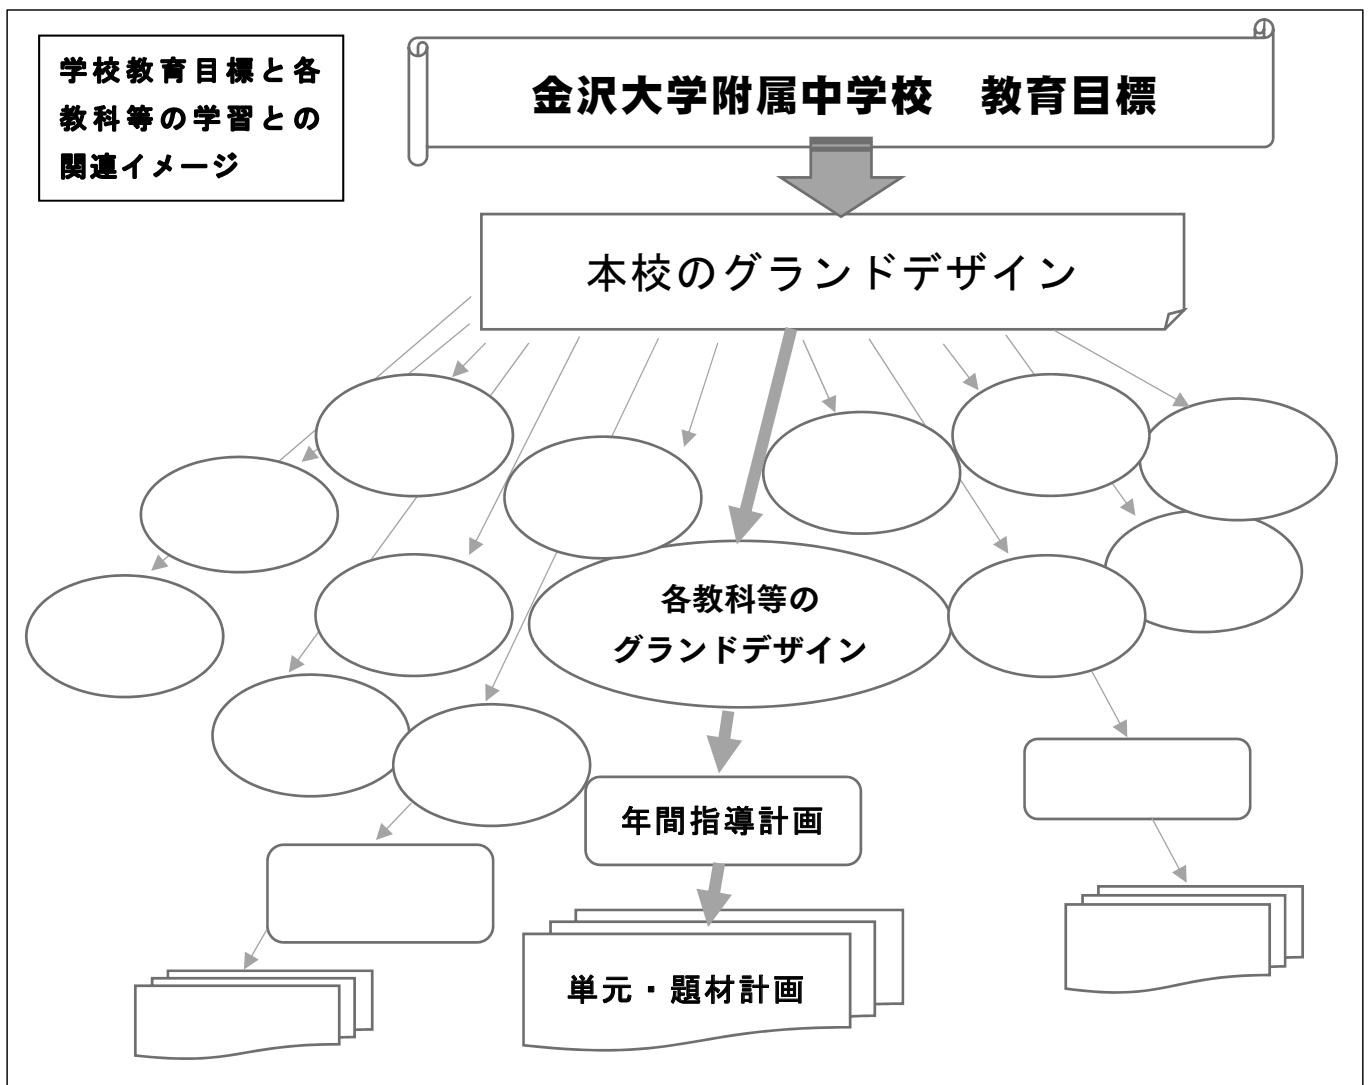 学校教育目標と各
教科等の学習との
関連イメージ
金沢大学附属中学校　教育目標
本校のグランドデザイン
各教科等の
グランドデザイン
年間指導計画
単元・題材計画